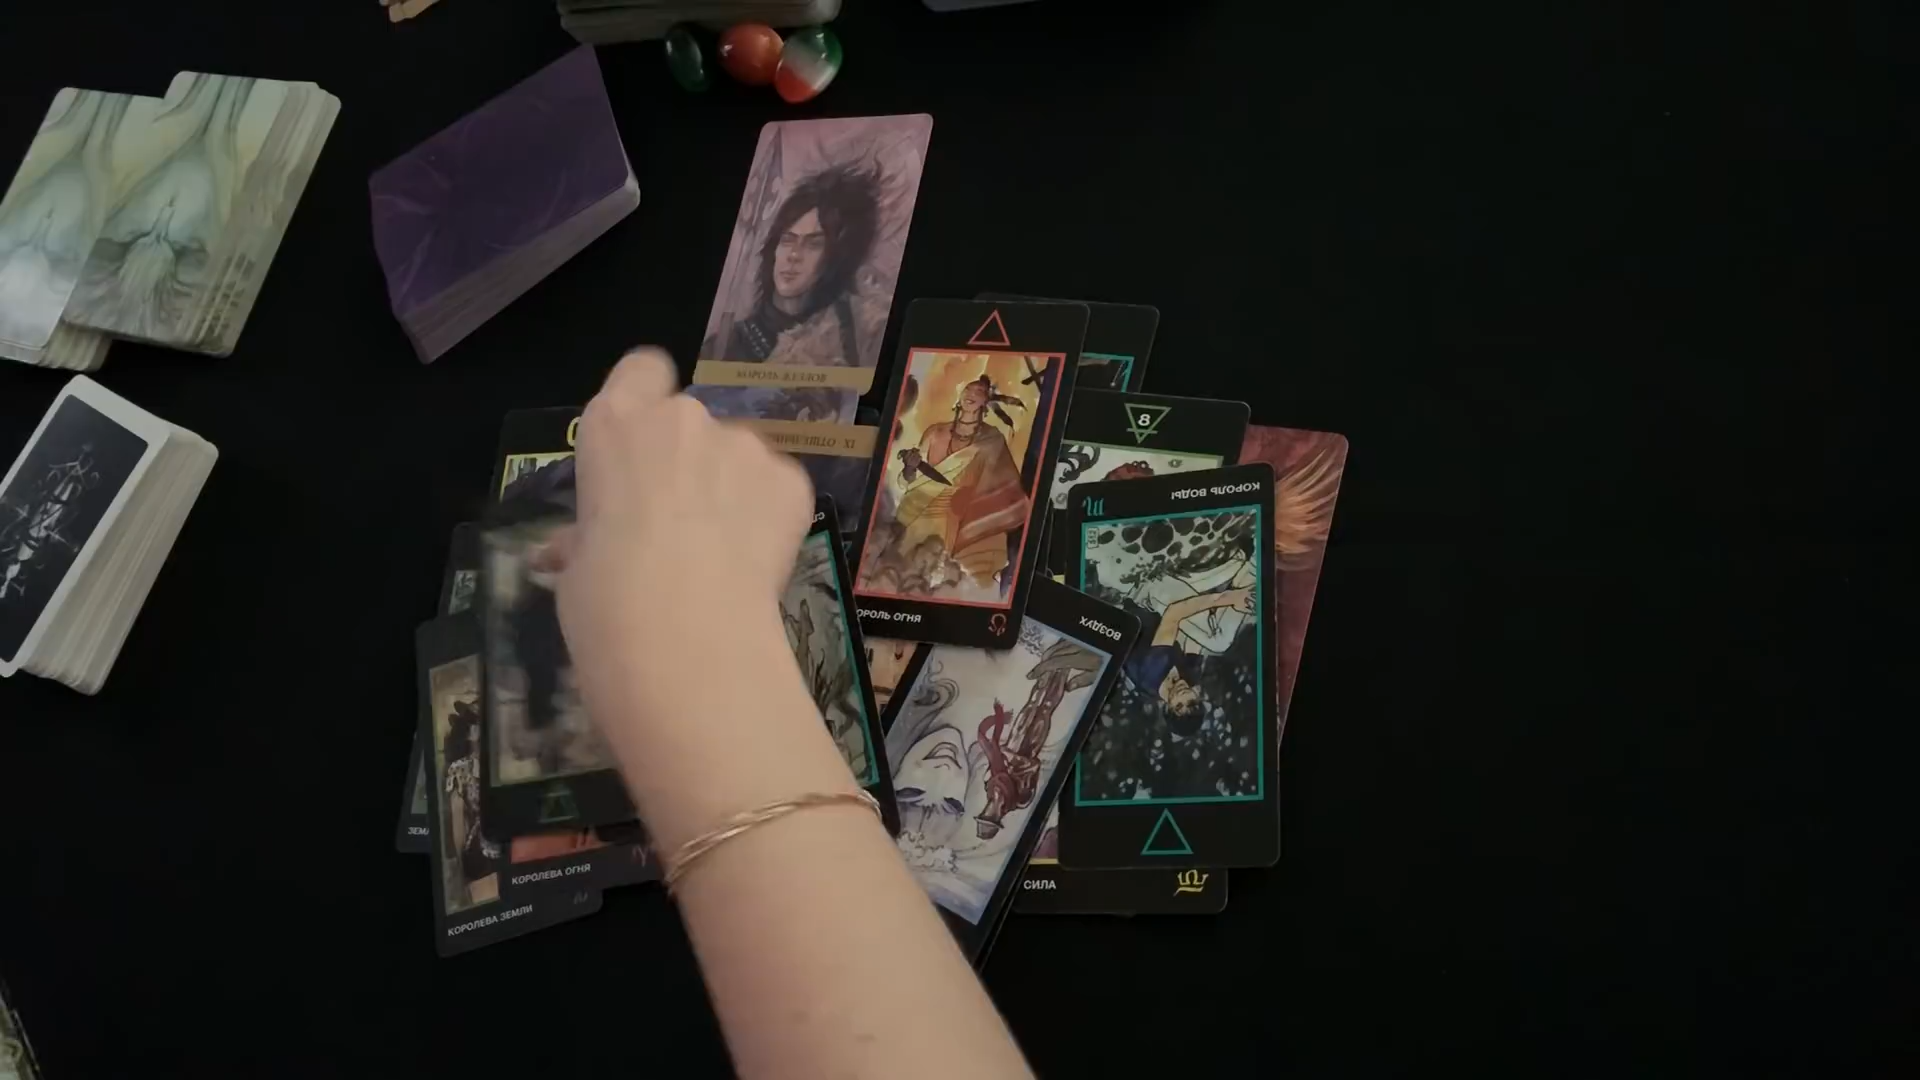 КОРОЛЬ ЖЕЗЛОВ
IX ОТШЕЛЬНИК
8
КОРОЛЬ ВОДЫ
КОРОЛЬ ОГНЯ
ВОЗДУХ
СИЛА
КОРОЛЕВА ОГНЯ
КОРОЛЕВА ЗЕМЛИ